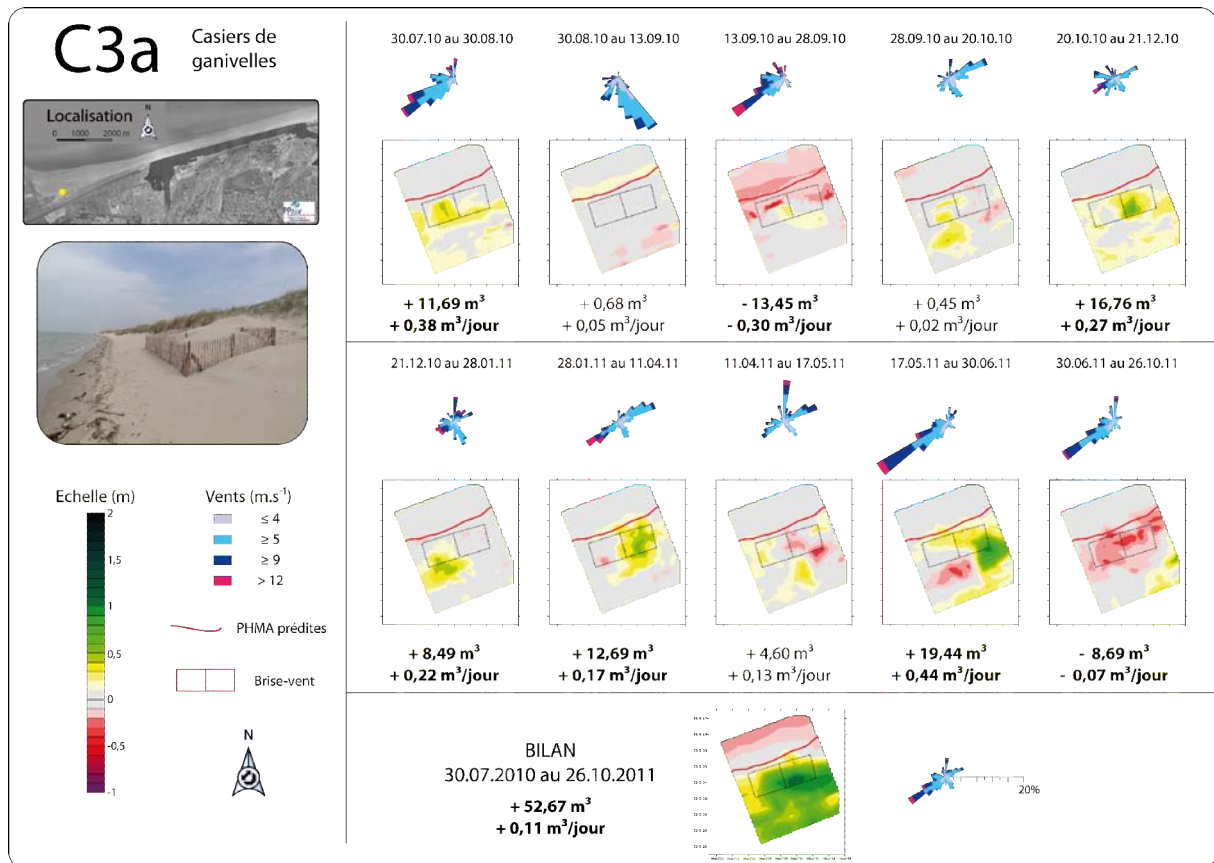 C3a
Casiers de
ganivelles
Localisation
N
0 1000 2000 m
Echelle (m)
2
1,5
1
0,5
0
-0,5
-1
Vents (m.s-1)
≤ 4
≥ 5
≥ 9
> 12
PHMA prédites
Brise-vent
N
30.07.10 au 30.08.10
+ 11,69 m³
+ 0,38 m³/jour
30.08.10 au 13.09.10
+ 0,68 m³
+ 0,05 m³/jour
13.09.10 au 28.09.10
- 13,45 m³
- 0,30 m³/jour
28.09.10 au 20.10.10
+ 0,45 m³
+ 0,02 m³/jour
20.10.10 au 21.12.10
+ 16,76 m³
+ 0,27 m³/jour
21.12.10 au 28.01.11
+ 8,49 m³
+ 0,22 m³/jour
28.01.11 au 11.04.11
+ 12,69 m³
+ 0,17 m³/jour
11.04.11 au 17.05.11
+ 4,60 m³
+ 0,13 m³/jour
17.05.11 au 30.06.11
+ 19,44 m³
+ 0,44 m³/jour
30.06.11 au 26.10.11
- 8,69 m³
- 0,07 m³/jour
BILAN
30.07.2010 au 26.10.2011
+ 52,67 m³
+ 0,11 m³/jour
20%